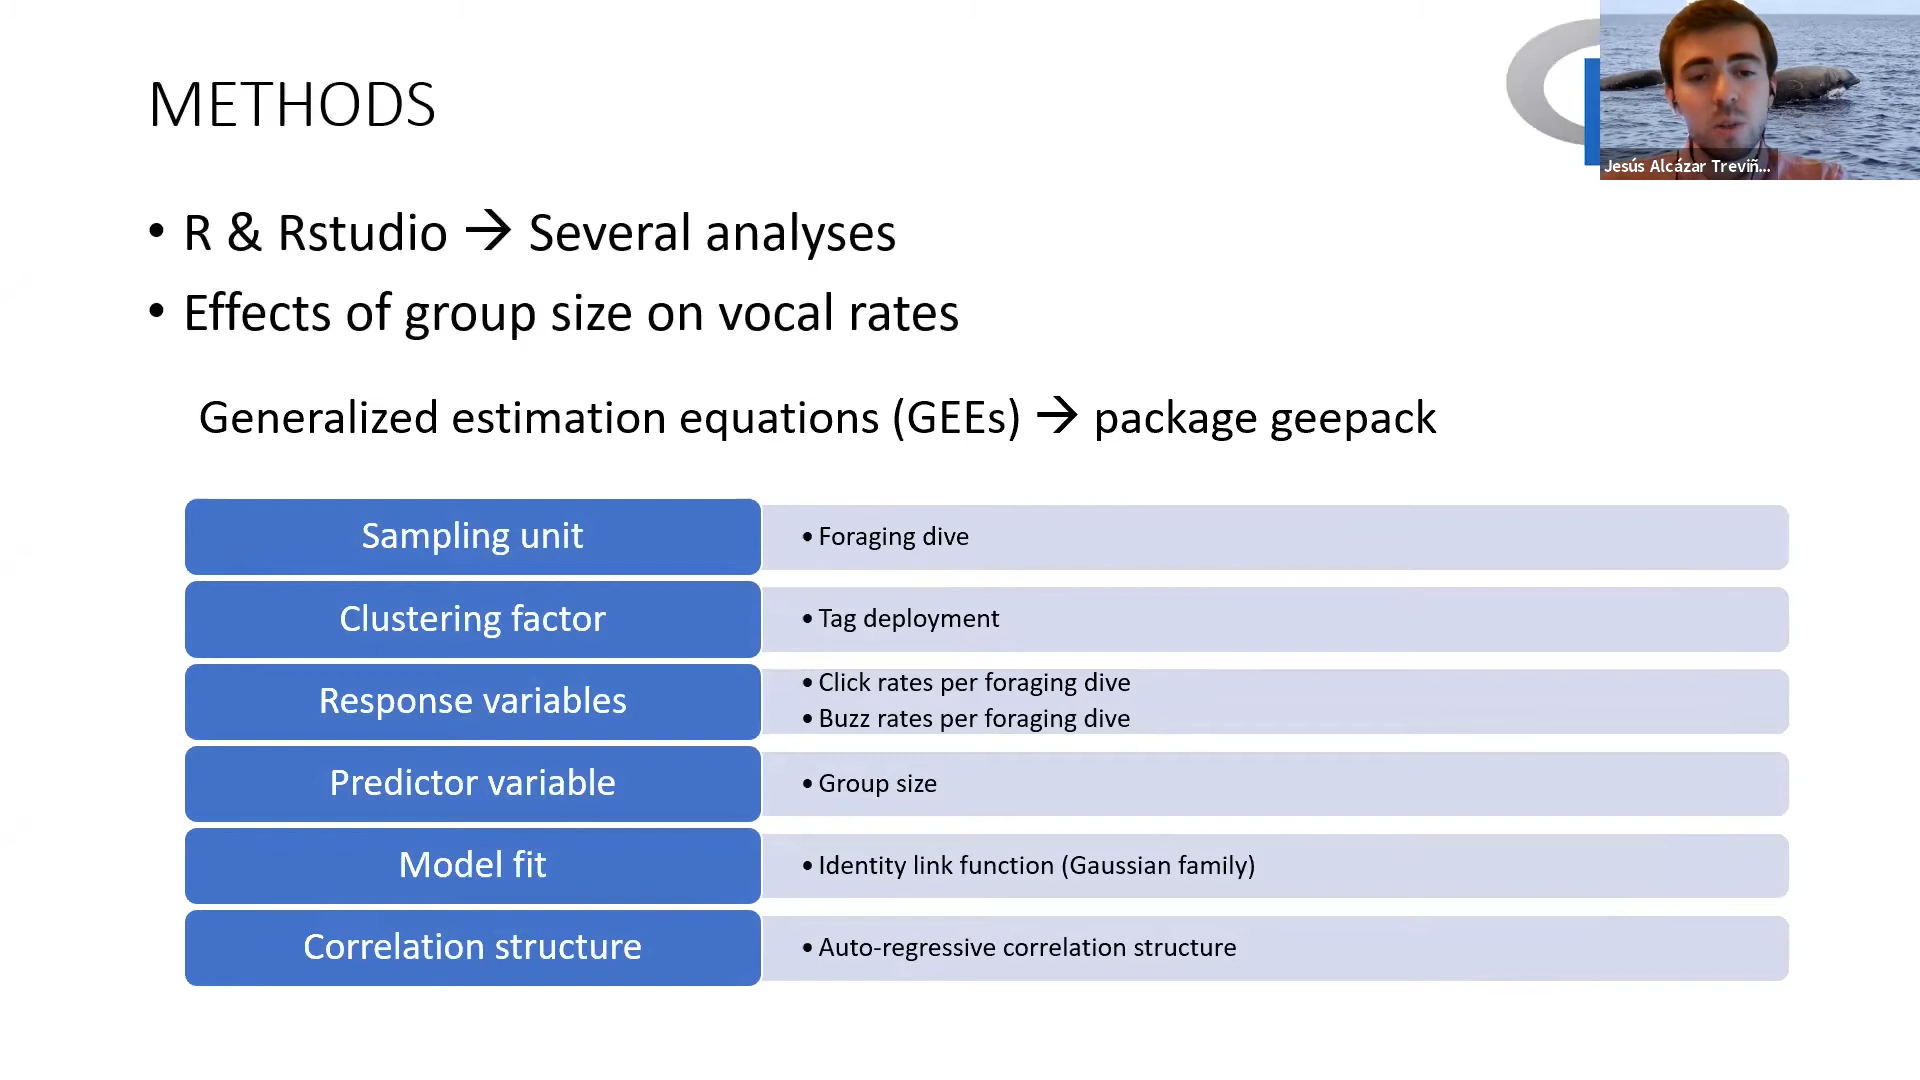 METHODS
Jesús Alcázar Treviñ...
• R & Rstudio → Several analyses
• Effects of group size on vocal rates
Generalized estimation equations (GEEs) → package geepack
Sampling unit
• Foraging dive
Clustering factor
• Tag deployment
Response variables
• Click rates per foraging dive
• Buzz rates per foraging dive
Predictor variable
• Group size
Model fit
• Identity link function (Gaussian family)
Correlation structure
• Auto-regressive correlation structure